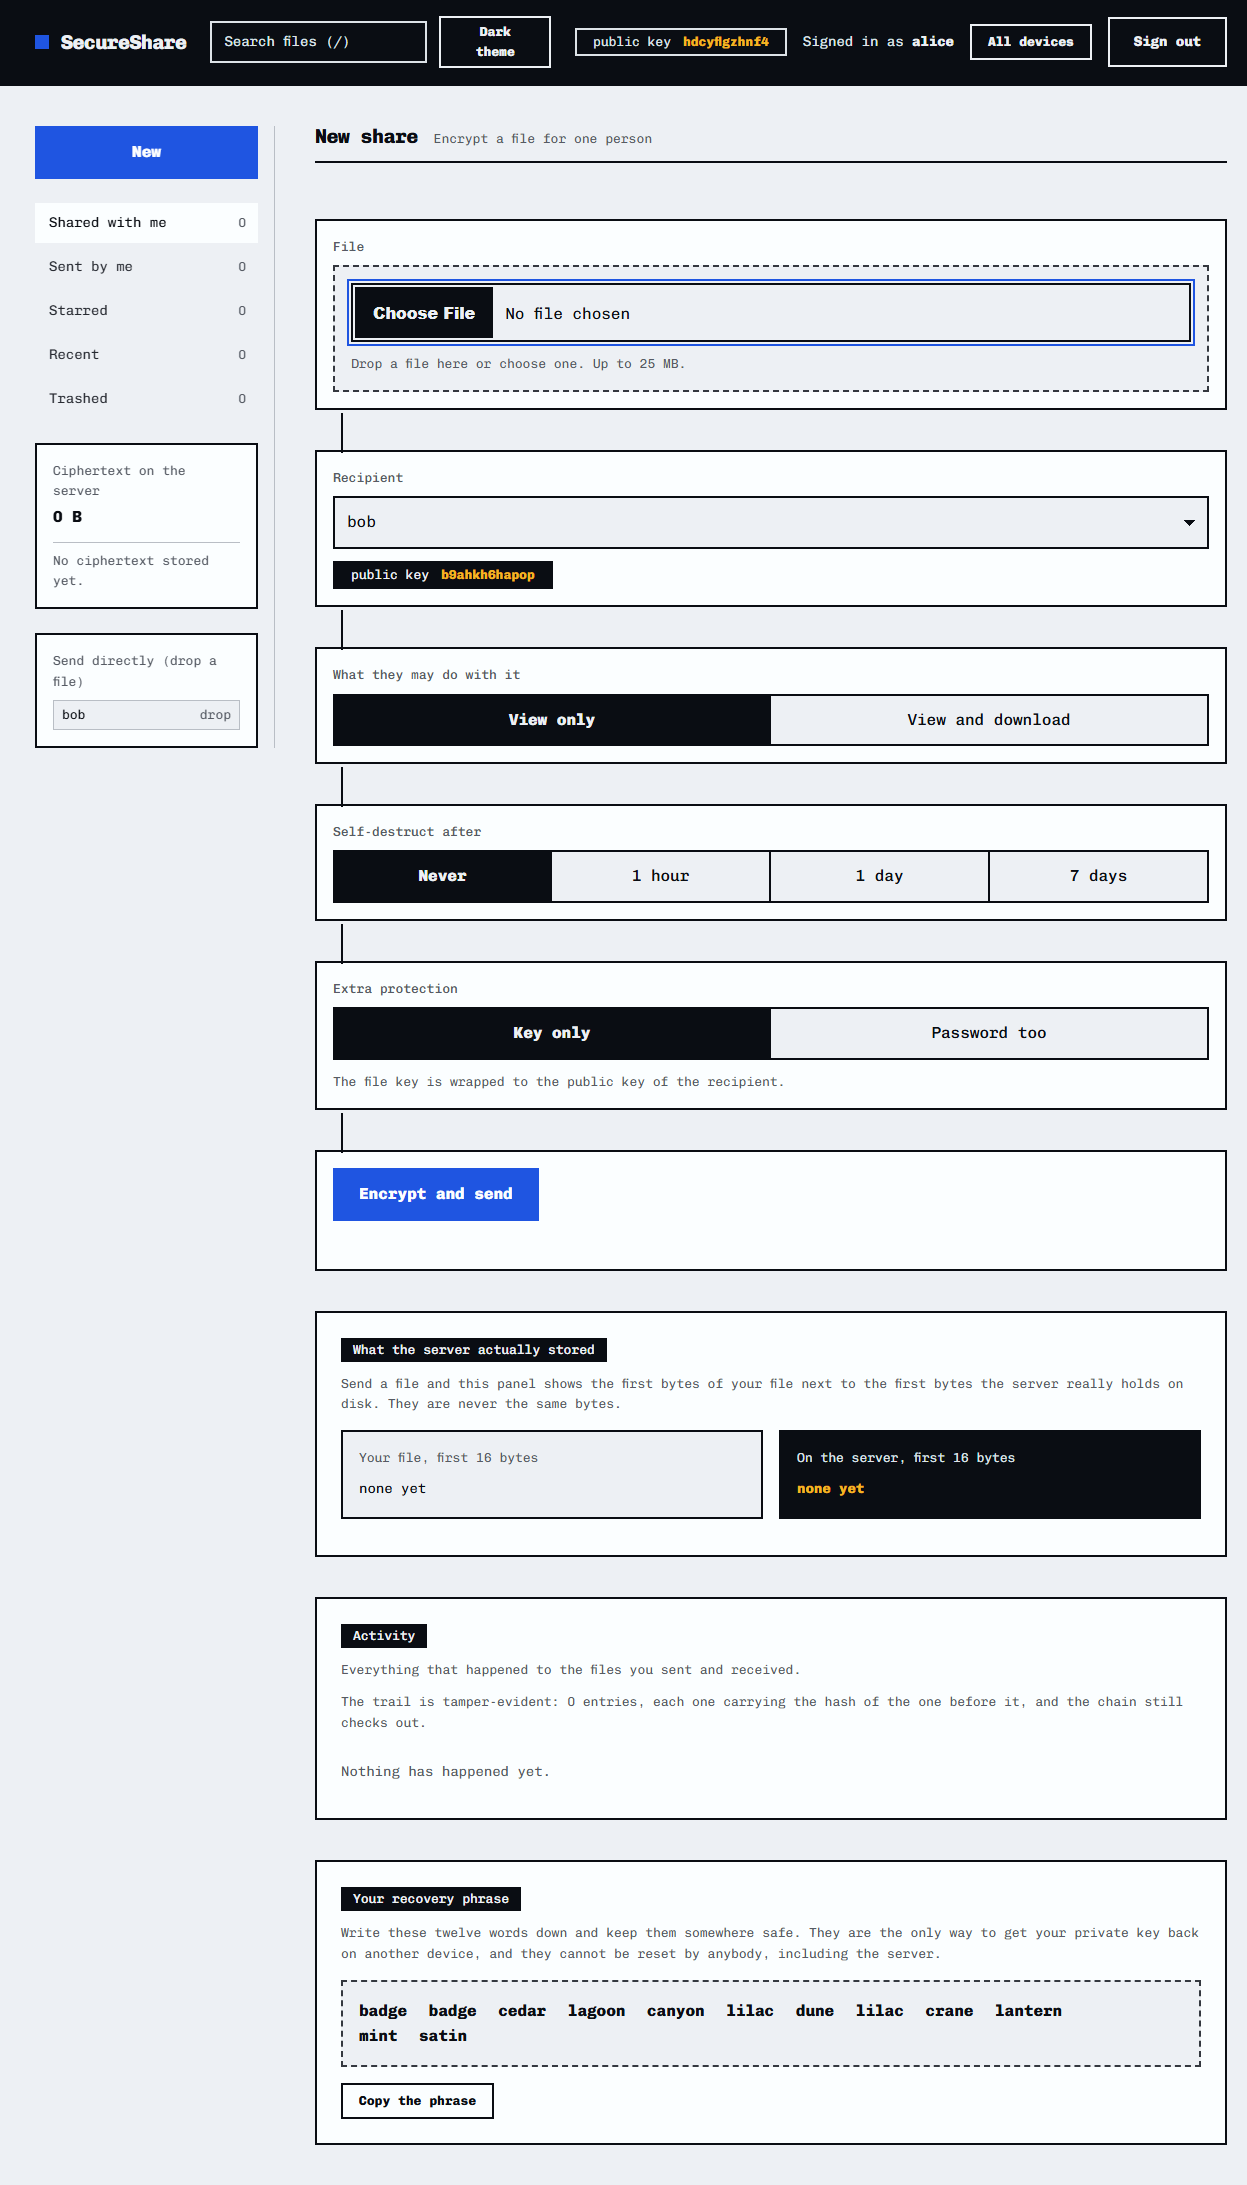 SecureShare
Search files (/)
Dark
theme
public key hdcyflgzhnf4
Signed in as alice
All devices
Sign out
New
Shared with me 0
Sent by me 0
Starred 0
Recent 0
Trashed 0
Ciphertext on the
server
0 B
No ciphertext stored
yet.
Send directly (drop a
file)
bob drop
New share Encrypt a file for one person
File
Choose File No file chosen
Drop a file here or choose one. Up to 25 MB.
Recipient
bob
public key b9ahkh6hapop
What they may do with it
View only View and download
Self-destruct after
Never 1 hour 1 day 7 days
Extra protection
Key only Password too
The file key is wrapped to the public key of the recipient.
Encrypt and send
What the server actually stored
Send a file and this panel shows the first bytes of your file next to the first bytes the server really holds on
disk. They are never the same bytes.
Your file, first 16 bytes
none yet
On the server, first 16 bytes
none yet
Activity
Everything that happened to the files you sent and received.
The trail is tamper-evident: 0 entries, each one carrying the hash of the one before it, and the chain still
checks out.
Nothing has happened yet.
Your recovery phrase
Write these twelve words down and keep them somewhere safe. They are the only way to get your private key back
on another device, and they cannot be reset by anybody, including the server.
badge badge cedar lagoon canyon lilac dune lilac crane lantern
mint satin
Copy the phrase